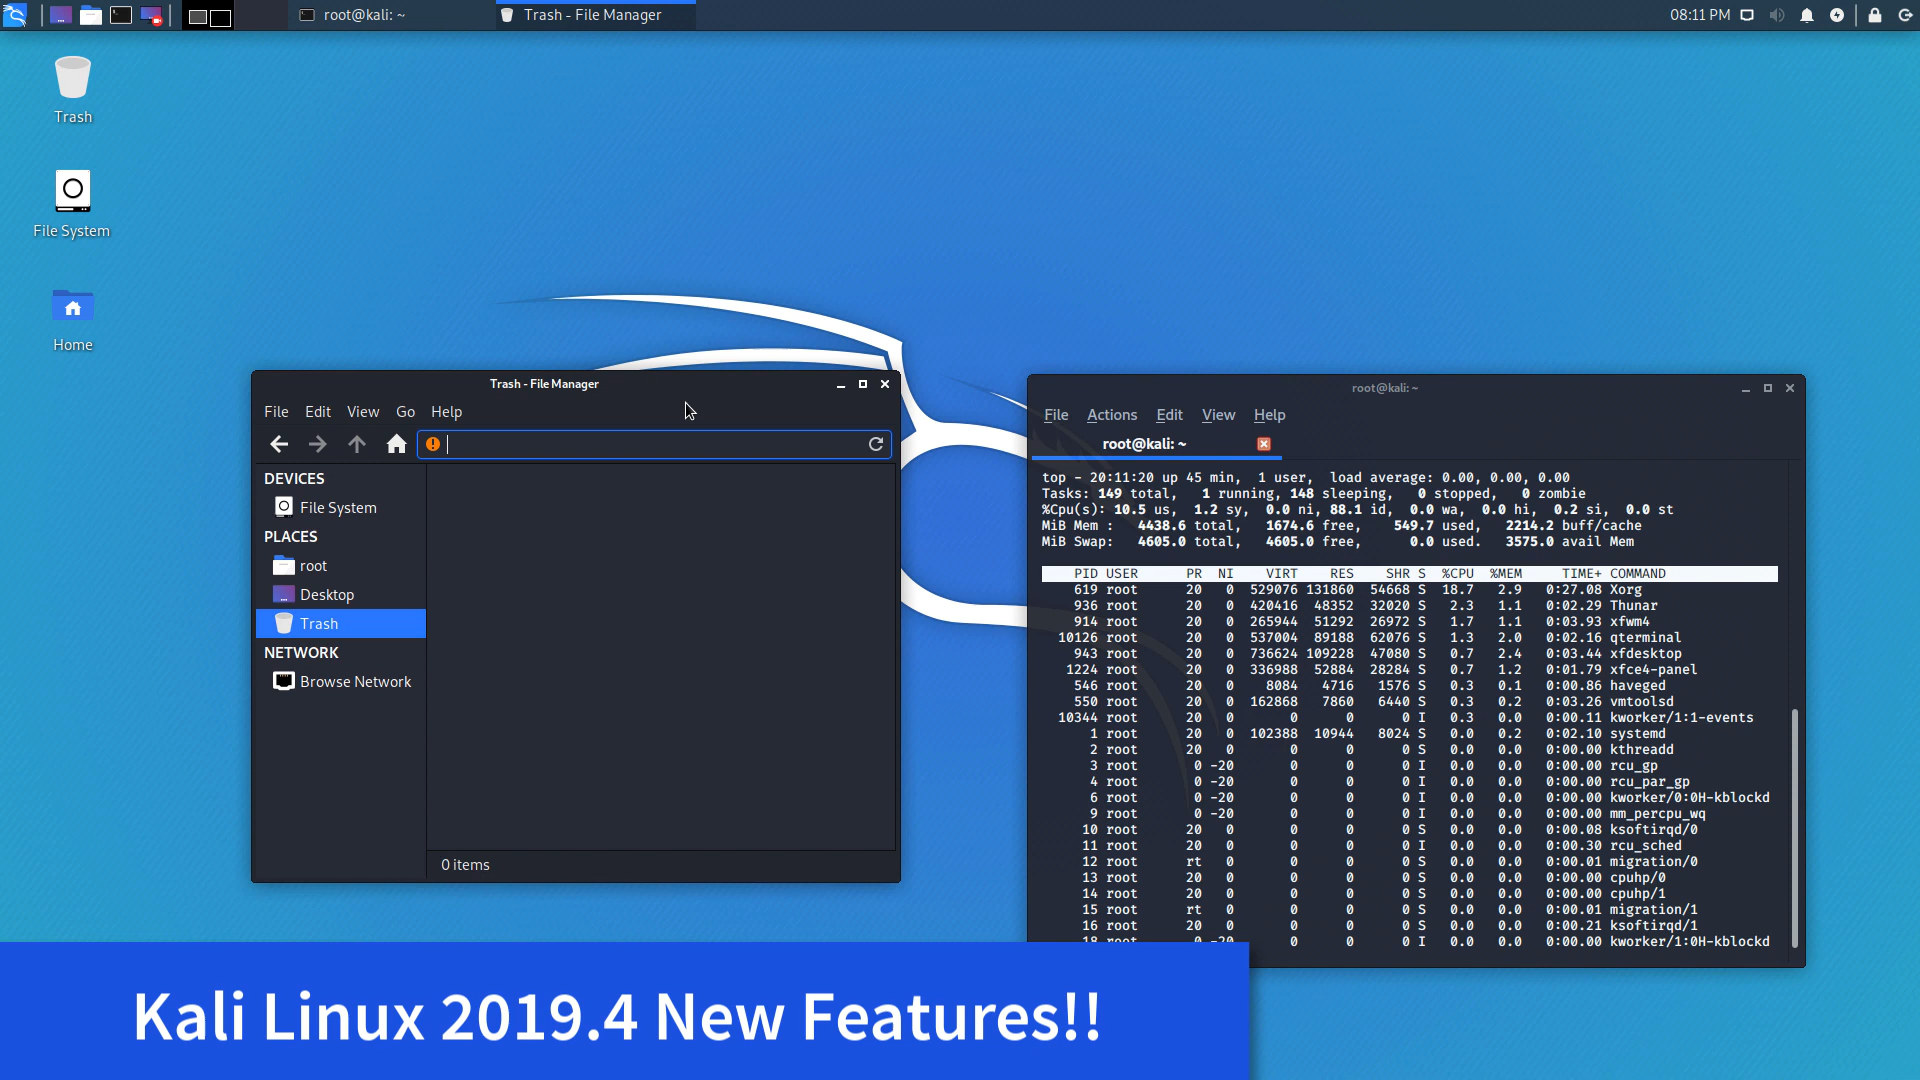 root@kali: ~
Trash - File Manager
08:11 PM
Trash
File System
Home
Trash - File Manager
File Edit View Go Help
DEVICES
File System
PLACES
root
Desktop
Trash
NETWORK
Browse Network
0 items
root@kali: ~
File Actions Edit View Help
root@kali: ~
top - 20:11:20 up 45 min,  1 user,  load average: 0.00, 0.00, 0.00
Tasks: 149 total,   1 running, 148 sleeping,   0 stopped,   0 zombie
%Cpu(s): 10.5 us,  1.2 sy,  0.0 ni, 88.1 id,  0.0 wa,  0.0 hi,  0.2 si,  0.0 st
MiB Mem :   4438.6 total,   1674.6 free,    549.7 used,   2214.2 buff/cache
MiB Swap:   4605.0 total,   4605.0 free,      0.0 used.   3575.0 avail Mem
PID USER PR NI VIRT RES SHR S %CPU %MEM TIME+ COMMAND
619 root 20 0 529076 131860 54668 S 18.7 2.9 0:27.08 Xorg
936 root 20 0 420416 48352 32020 S 2.3 1.1 0:02.29 Thunar
914 root 20 0 265944 51292 26972 S 1.7 1.1 0:03.93 xfwm4
10126 root 20 0 537004 89188 62076 S 1.3 2.0 0:02.16 qterminal
943 root 20 0 736624 109228 47080 S 0.7 2.4 0:03.44 xfdesktop
1224 root 20 0 336988 52884 28284 S 0.7 1.2 0:01.79 xfce4-panel
546 root 20 0 8084 4716 1576 S 0.3 0.1 0:00.86 haveged
550 root 20 0 162868 7860 6440 S 0.3 0.2 0:03.26 vmtoolsd
10344 root 20 0 0 0 0 I 0.3 0.0 0:00.11 kworker/1:1-events
1 root 20 0 102388 10944 8024 S 0.0 0.2 0:02.10 systemd
2 root 20 0 0 0 0 S 0.0 0.0 0:00.00 kthreadd
3 root 0 -20 0 0 0 I 0.0 0.0 0:00.00 rcu_gp
4 root 0 -20 0 0 0 I 0.0 0.0 0:00.00 rcu_par_gp
6 root 0 -20 0 0 0 I 0.0 0.0 0:00.00 kworker/0:0H-kblockd
9 root 0 -20 0 0 0 I 0.0 0.0 0:00.00 mm_percpu_wq
10 root 20 0 0 0 0 S 0.0 0.0 0:00.08 ksoftirqd/0
11 root 20 0 0 0 0 I 0.0 0.0 0:00.30 rcu_sched
12 root rt 0 0 0 0 S 0.0 0.0 0:00.01 migration/0
13 root 20 0 0 0 0 S 0.0 0.0 0:00.00 cpuhp/0
14 root 20 0 0 0 0 S 0.0 0.0 0:00.00 cpuhp/1
15 root rt 0 0 0 0 S 0.0 0.0 0:00.01 migration/1
16 root 20 0 0 0 0 S 0.0 0.0 0:00.21 ksoftirqd/1
18 root 0 -20 0 0 0 I 0.0 0.0 0:00.00 kworker/1:0H-kblockd
Kali Linux 2019.4 New Features!!